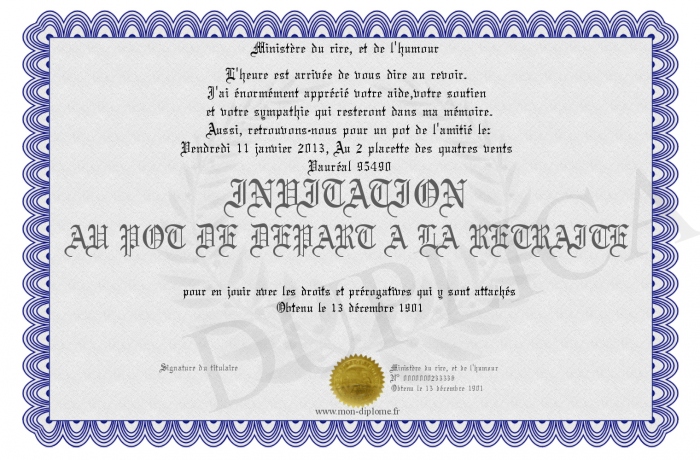 Ministère du rire, et de l'humour
L'heure est arrivée de vous dire au revoir.
J'ai énormément apprécié votre aide,votre soutien
et votre sympathie qui resteront dans ma mémoire.
Aussi, retrouvons-nous pour un pot de l'amitié le:
Vendredi 11 janvier 2013, Au 2 placette des quatres vents
Vauréal 95490
INVITATION
AU POT DE DEPART A LA RETRAITE
pour en jouir avec les droits et prérogatives qui y sont attachés
Obtenu le 13 décembre 1901
Signature du titulaire
Ministère du rire, et de l'humour
N° 0000000233338
Obtenu le 13 décembre 1901
www.mon-diplome.fr
DUPLICA